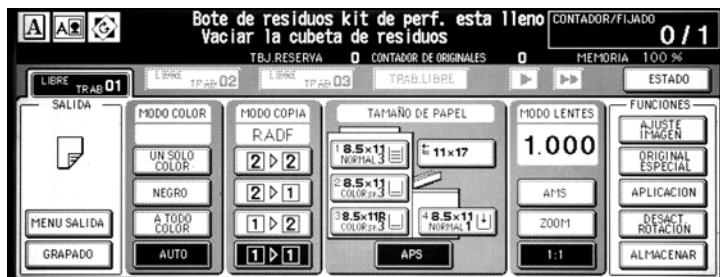 A A
Bote de residuos kit de perf. esta lleno
Vaciar la cubeta de residuos
CONTADOR/FIJADO
0/1
TBJ.RESERVA 0 CONTADOR DE ORIGINALES 0 MEMORIA 100 %
LIBRE TRAB 01
LIBRE TRAB 02
LIBRE TRAB 03
TRAB.LIBRE
ESTADO
SALIDA
MENU SALIDA
GRAPADO
MODO COLOR
UN SOLO COLOR
NEGRO
A TODO COLOR
AUTO
MODO COPIA
R.ADF
2 ▷ 2
2 ▷ 1
1 ▷ 2
1 ▷ 1
TAMAÑO DE PAPEL
1 8.5×11
NORMAL 3
11×17
2 8.5×11
COLOR SP. 3
3 8.5×11R
COLOR SP. 3
4 8.5×11
NORMAL 1
APS
MODO LENTES
1.000
AMS
ZOOM
1:1
FUNCIONES
AJUSTE IMAGEN
ORIGINAL ESPECIAL
APLICACION
DESACT. ROTACION
ALMACENAR